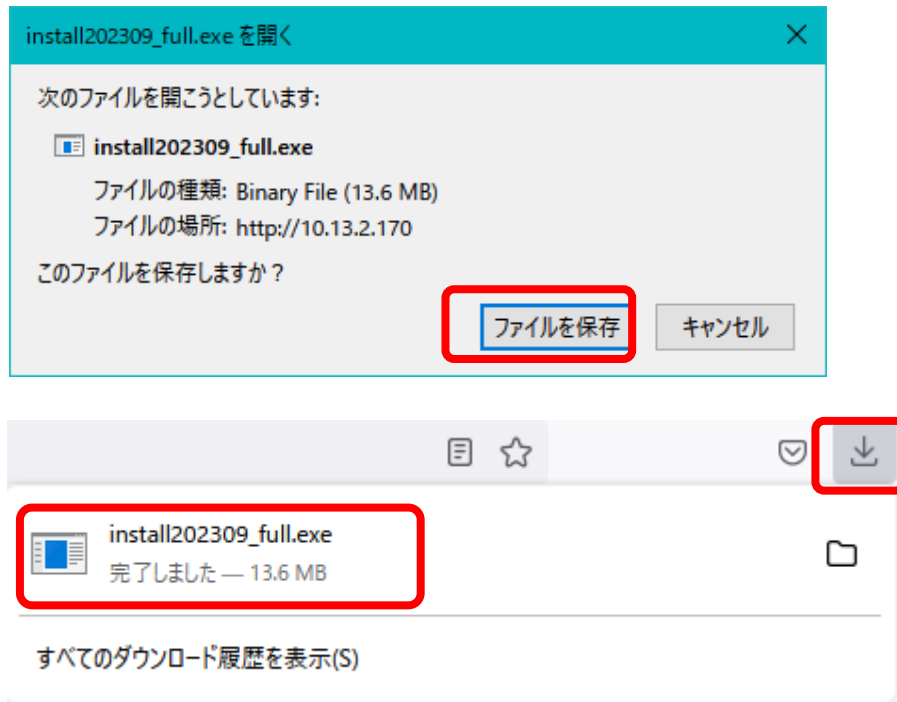 install202309_full.exe を開く
次のファイルを開こうとしています:
install202309_full.exe
ファイルの種類: Binary File (13.6 MB)
ファイルの場所: http://10.13.2.170
このファイルを保存しますか？
ファイルを保存 キャンセル
install202309_full.exe
完了しました — 13.6 MB
すべてのダウンロード履歴を表示(S)